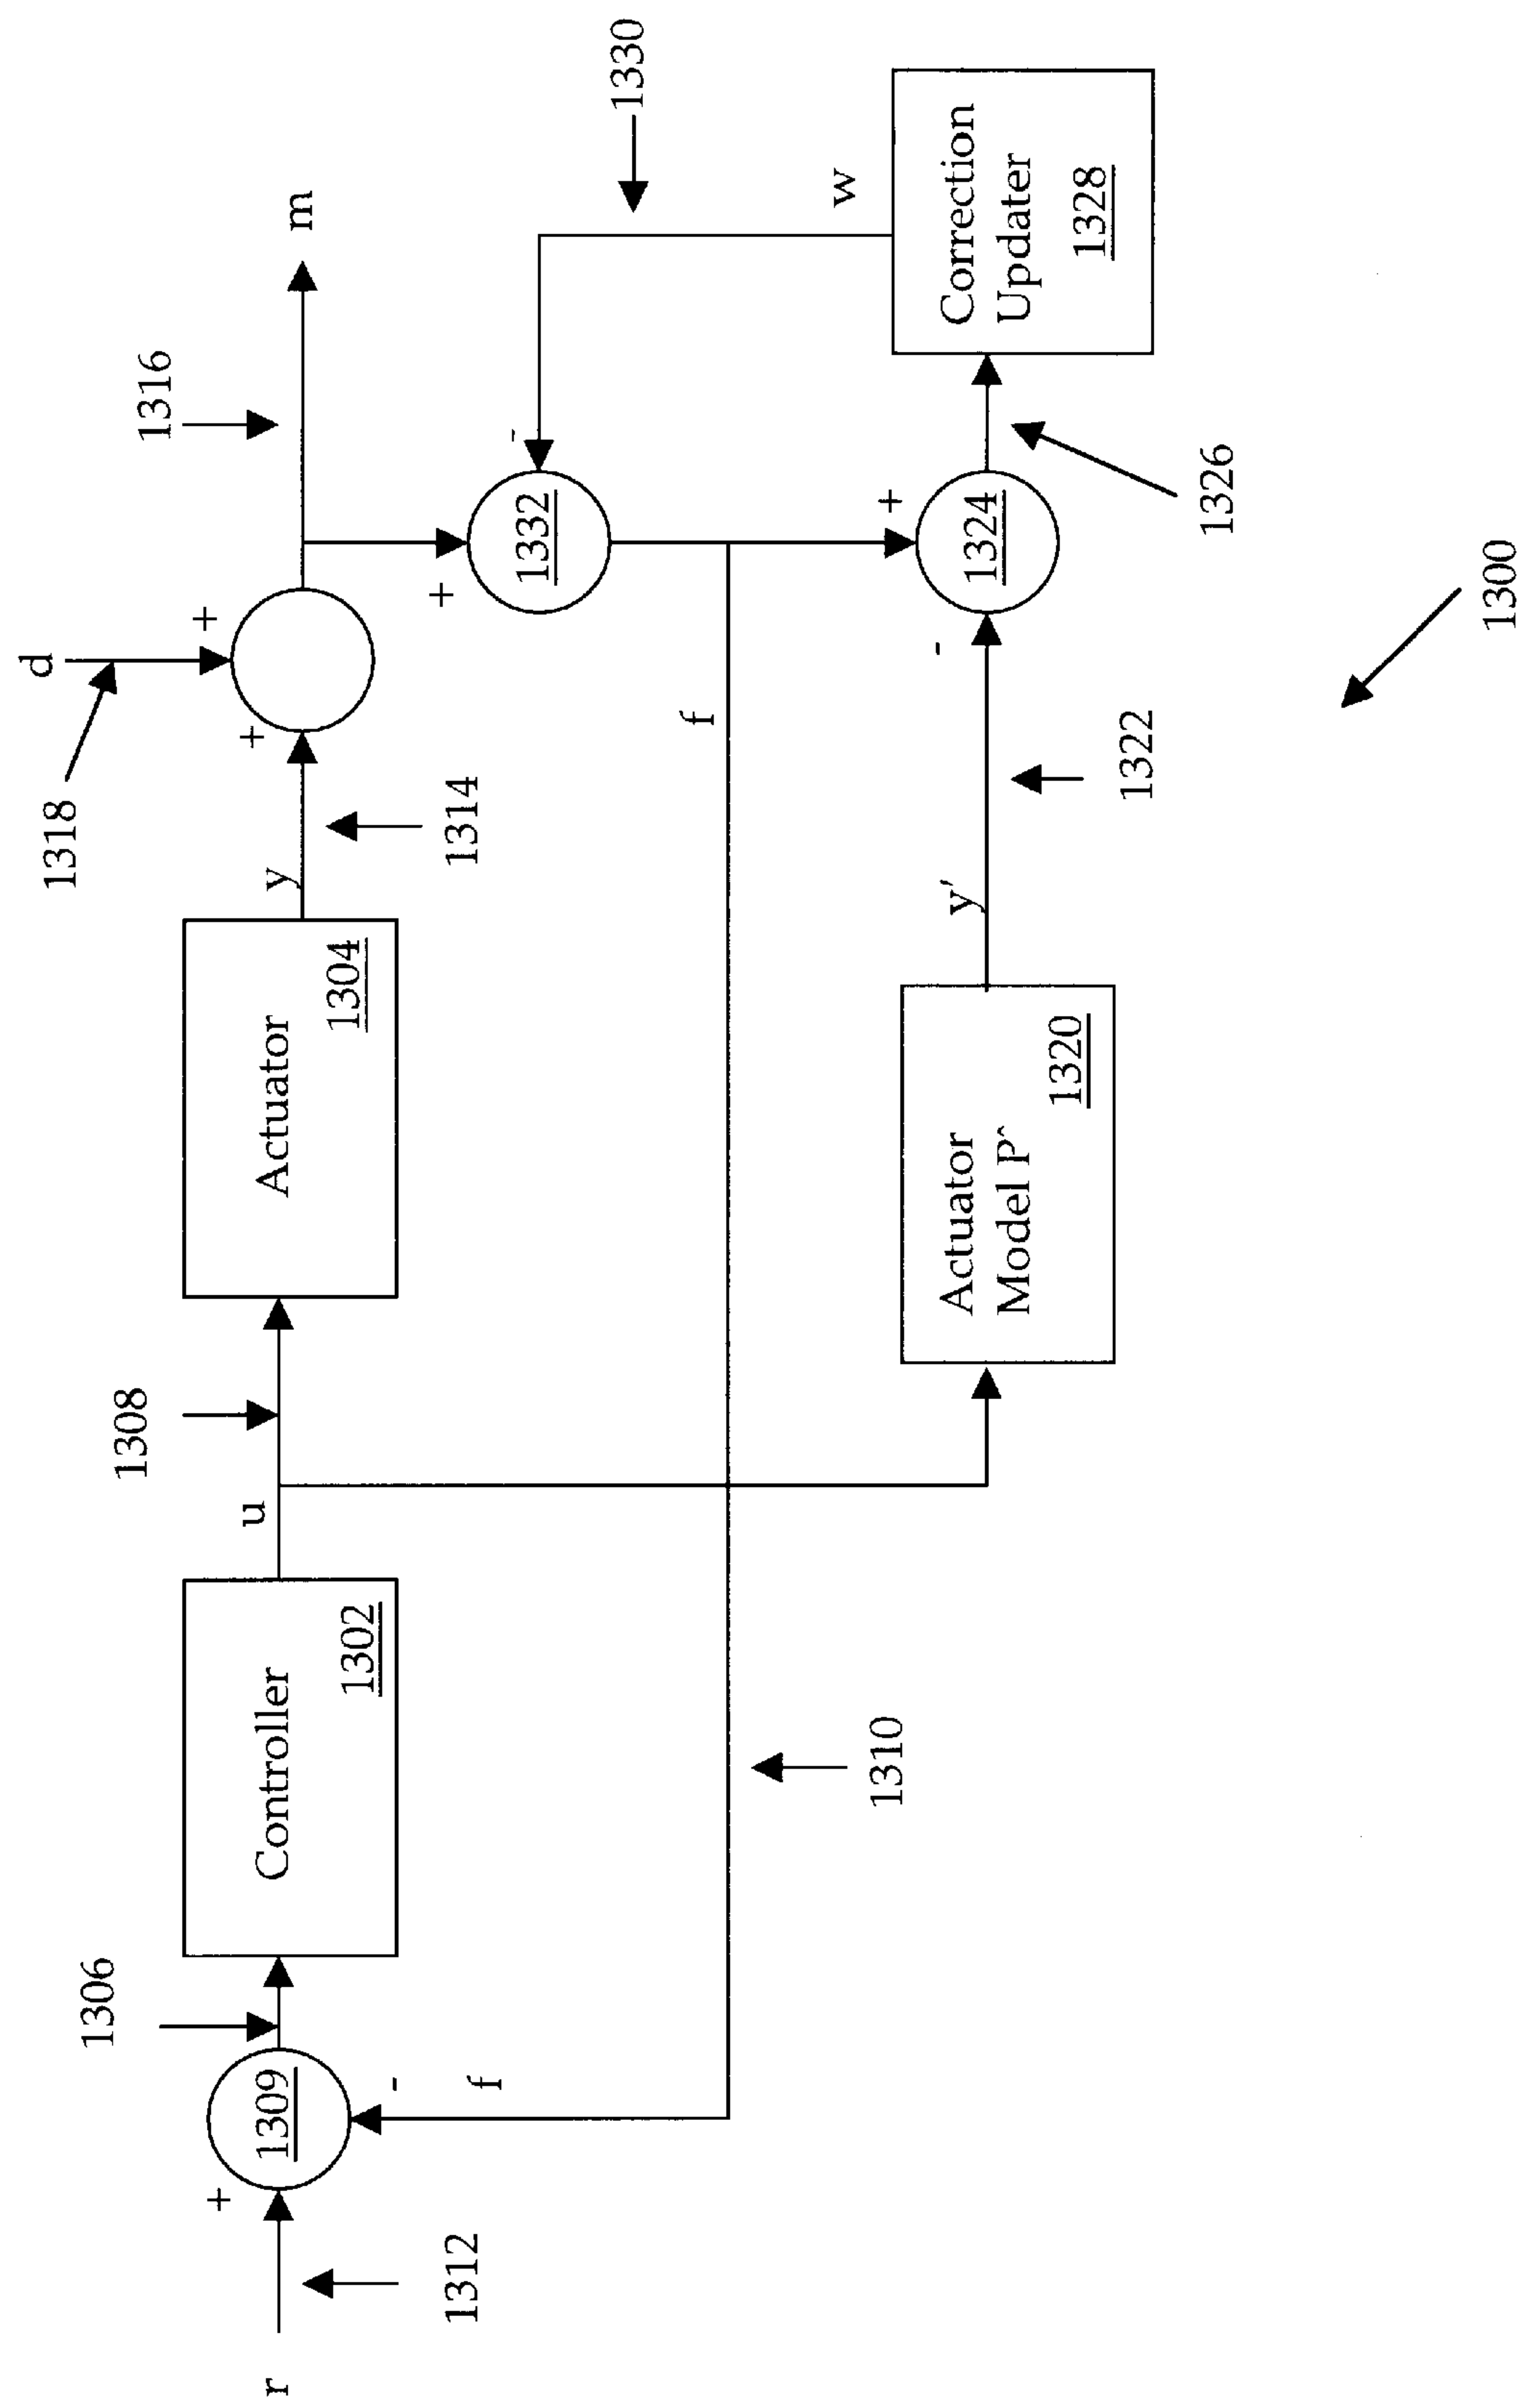 d
+
1318
+
1316
m
1330
r
1312
+
1309
-
f
1306
Controller
1302
u
1308
Actuator
1304
y
1314
+
1332
-
w
f
1310
Actuator
Model P^
1320
y'
1322
-
+
1324
1326
Correction
Updater
1328
1300